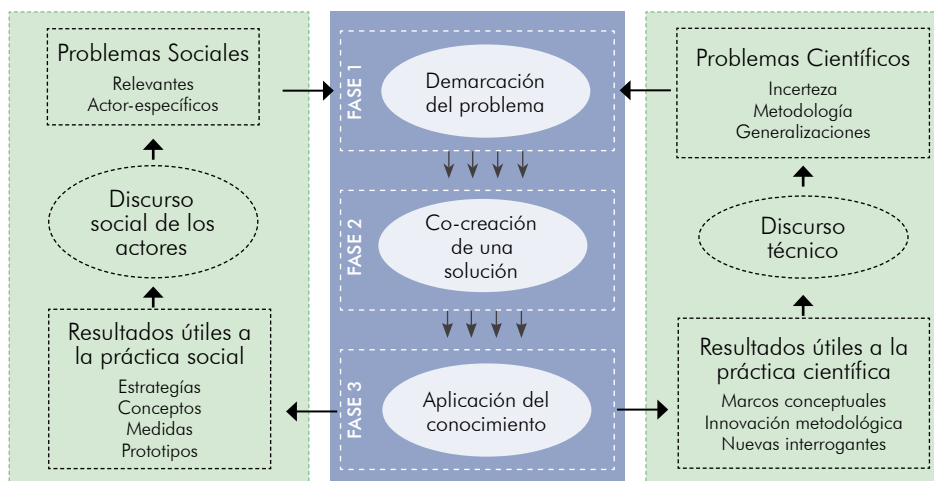 Problemas Sociales
Relevantes
Actor-específicos
Discurso
social de los
actores
Resultados útiles a
la práctica social
Estrategías
Conceptos
Medidas
Prototipos
FASE 1
Demarcación
del problema
FASE 2
Co-creación
de una
solución
FASE 3
Aplicación del
conocimiento
Problemas Científicos
Incerteza
Metodología
Generalizaciones
Discurso
técnico
Resultados útiles a la
práctica científica
Marcos conceptuales
Innovación metodológica
Nuevas interrogantes